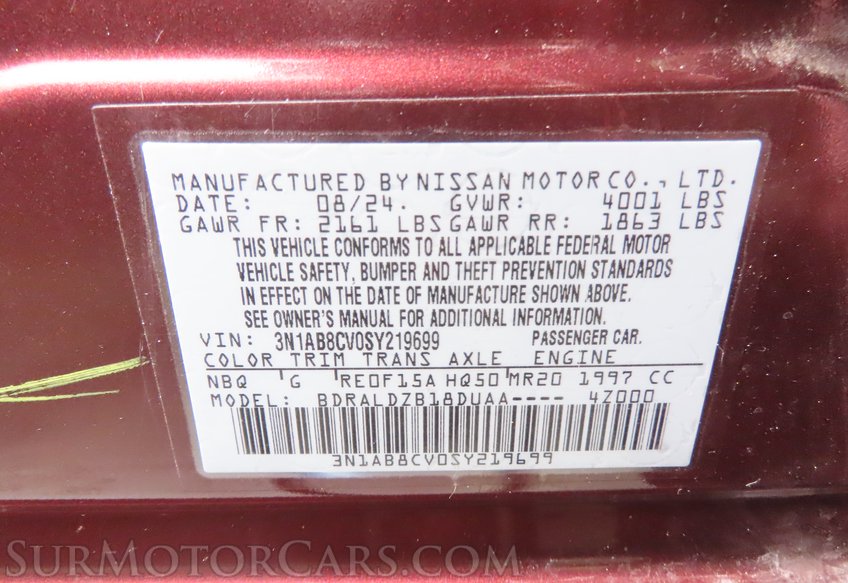 MANUFACTURED BY NISSAN MOTOR CO., LTD.
DATE: 08/24. GVWR: 4001 LBS
GAWR FR: 2161 LBS GAWR RR: 1863 LBS
THIS VEHICLE CONFORMS TO ALL APPLICABLE FEDERAL MOTOR
VEHICLE SAFETY, BUMPER AND THEFT PREVENTION STANDARDS
IN EFFECT ON THE DATE OF MANUFACTURE SHOWN ABOVE.
SEE OWNER'S MANUAL FOR ADDITIONAL INFORMATION.
VIN: 3N1AB8CV0SY219699 PASSENGER CAR.
COLOR TRIM TRANS AXLE ENGINE
NBQ G RE0F15A HQ50 MR20 1997 CC
MODEL: BDRALDZB18DUAA---- 4Z000
3N1AB8CV0SY219699
SURMOTORCARS.COM